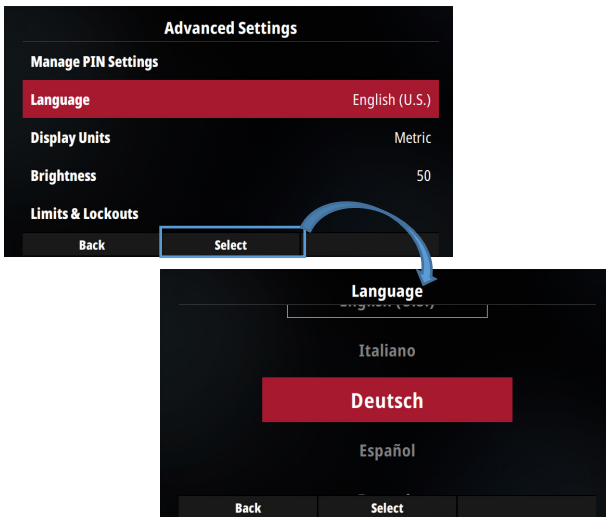 Advanced Settings
Manage PIN Settings
Language English (U.S.)
Display Units Metric
Brightness 50
Limits & Lockouts
Back Select
Language
English (U.S.)
Italiano
Deutsch
Español
Back Select